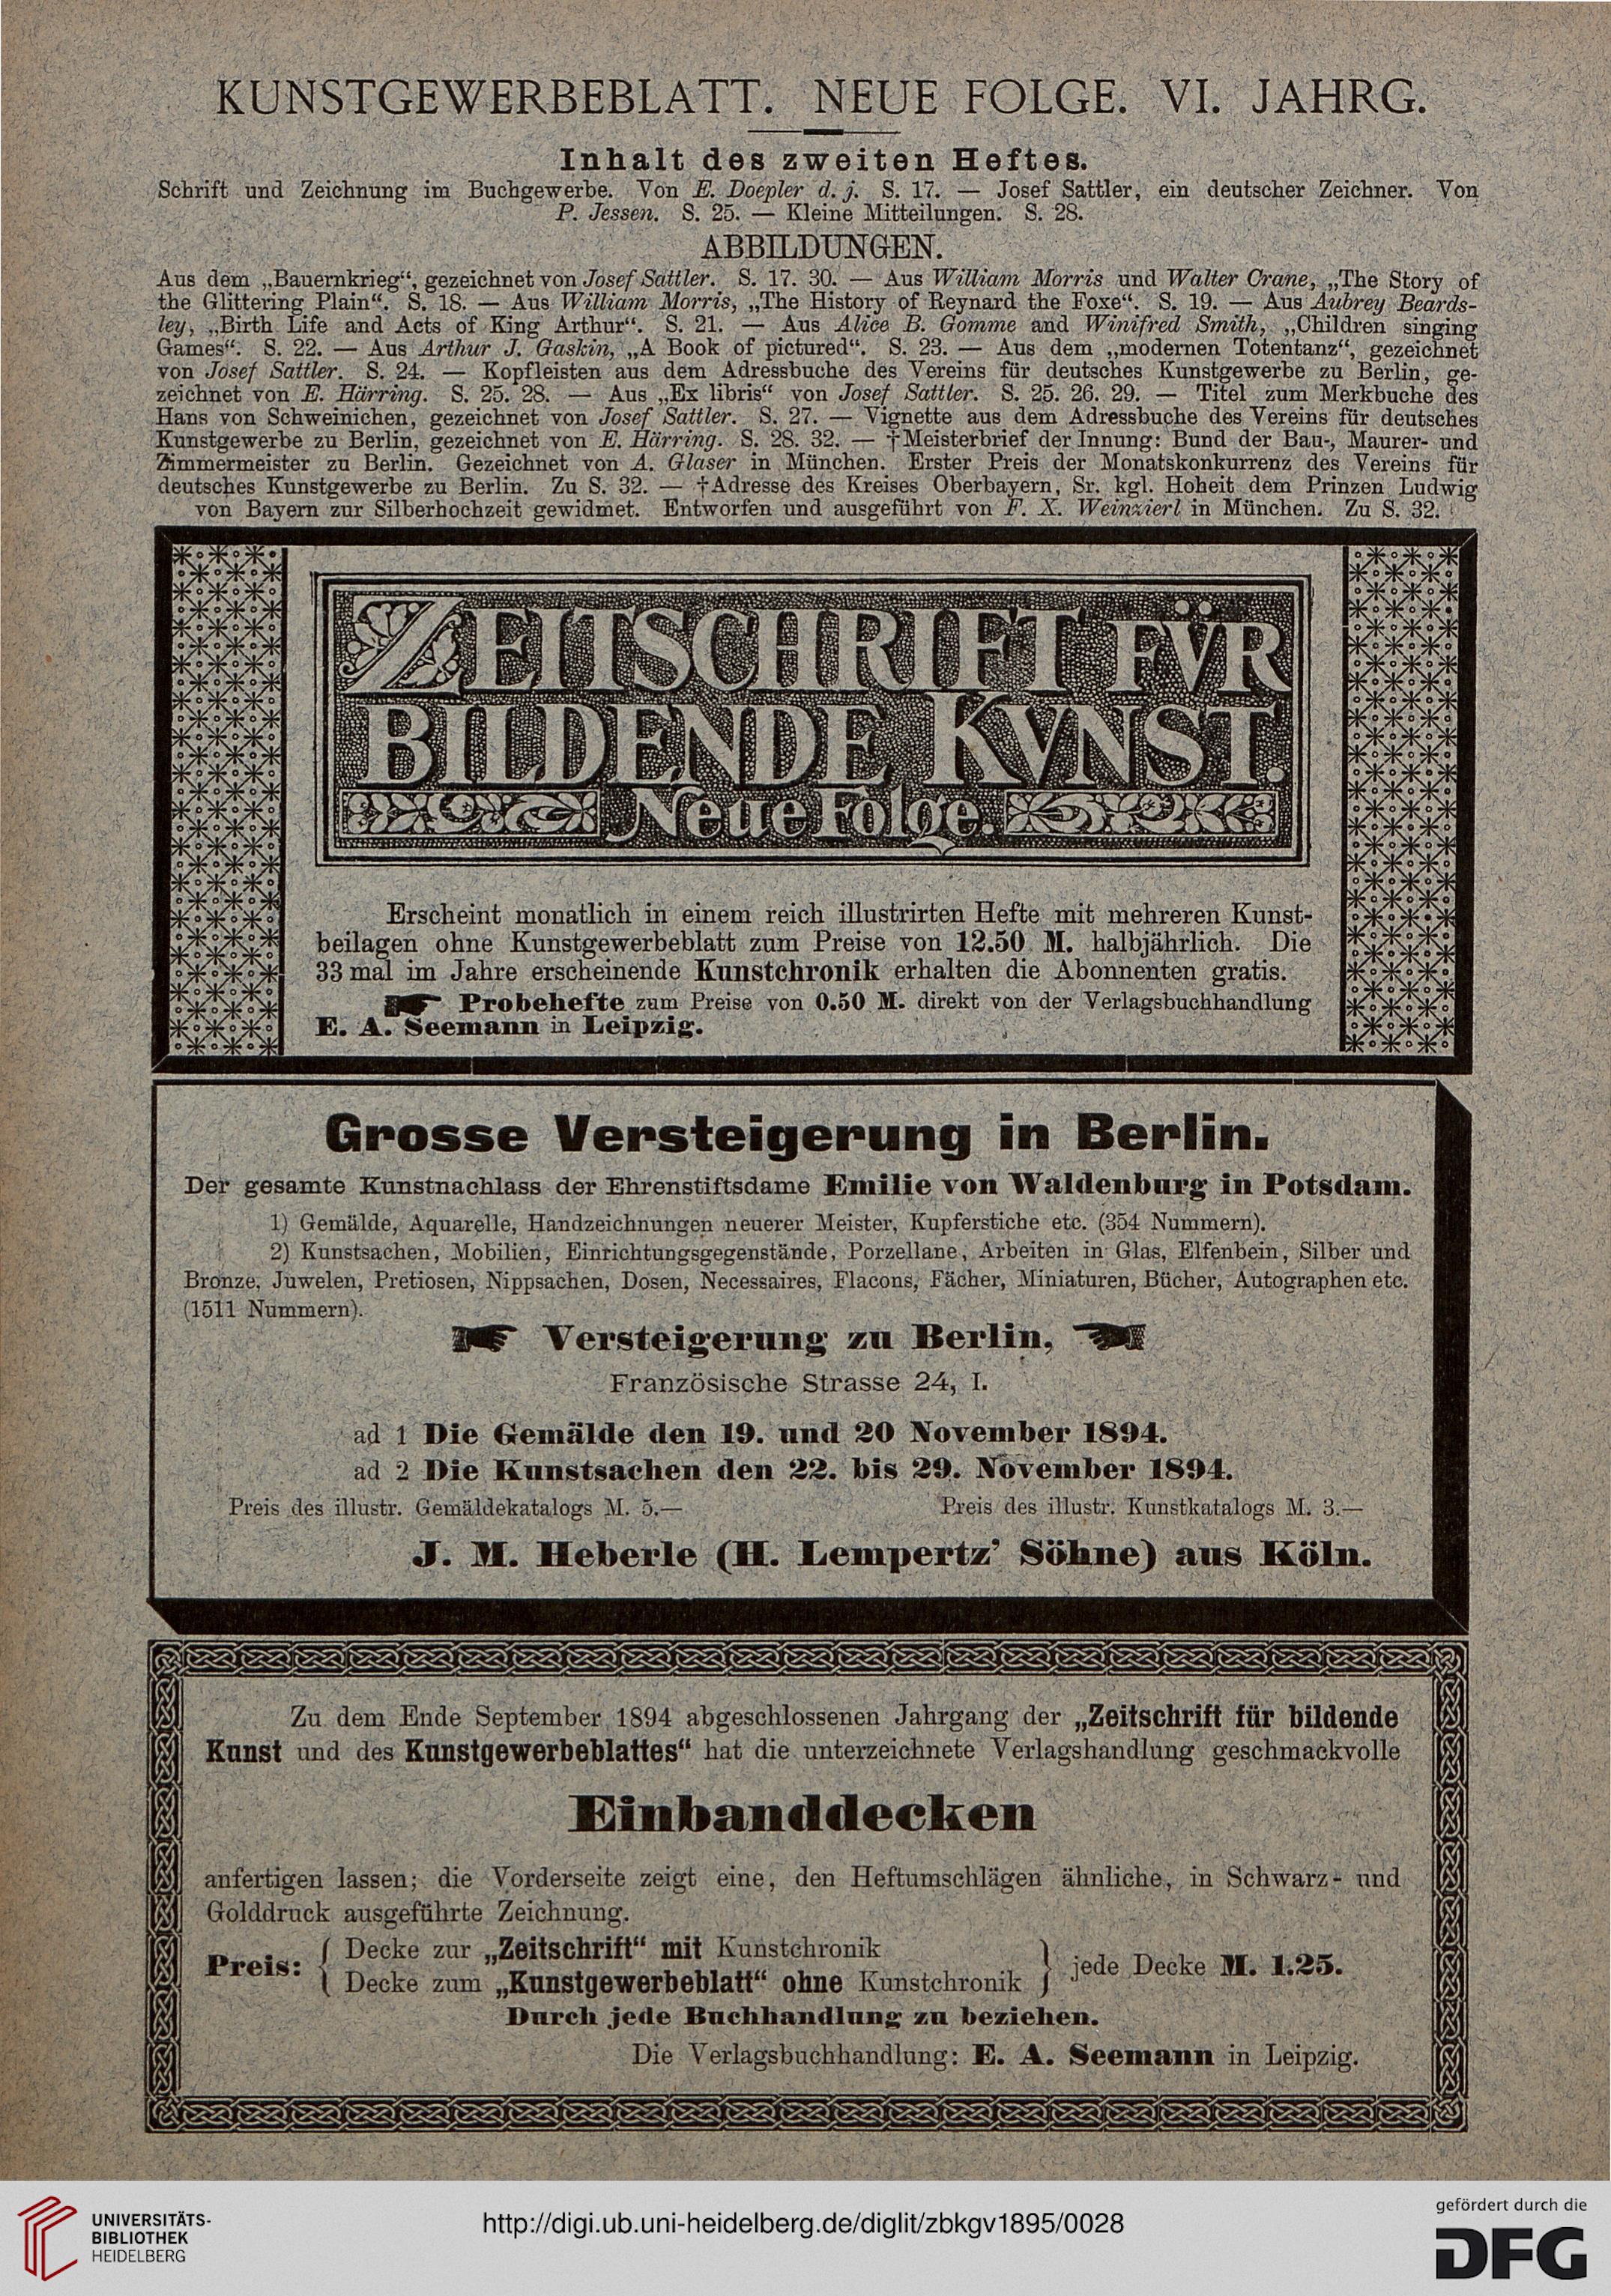 KUNSTGEWERBEBLATT. NEUE FOLGE. VI. JAHRG.
Inhalt des zweiten Heftes.
Schrift und Zeichnung im Buchgewerbe. Von E. Doepler d. j. S. 17. — Josef Sattler, ein deutscher Zeichner. Von
P. Jessen. S. 25. — Kleine Mitteilungen. S. 28.
ABBILDUNGEN.
Aus dem „Bauernkrieg“, gezeichnet von Josef Sattler. S. 17. 30. — Aus William Morris und Walter Crane, „The Story of
the Glittering Plain“. S. 18. — Aus William Morris, „The History of Reynard the Foxe“. S. 19. — Aus Aubrey Beards-
ley, „Birth Life and Acts of King Arthur“. S. 21. — Aus Alice B. Gomme and Winifred Smith, „Children singing
Games“. S. 22. — Aus Arthur J. Gaskin, „A Book of pictured“. S. 23. — Aus dem „modernen Totentanz“, gezeichnet
von Josef Sattler. S. 24. — Kopfleisten aus dem Adressbuche des Vereins für deutsches Kunstgewerbe zu Berlin, ge-
zeichnet von E. Härring. S. 25. 28. — Aus „Ex libris“ von Josef Sattler. S. 25. 26. 29. — Titel zum Merkbuche des
Hans von Schweinichen, gezeichnet von Josef Sattler. S. 27. — Vignette aus dem Adressbuche des Vereins für deutsches
Kunstgewerbe zu Berlin, gezeichnet von E. Härring. S. 28. 32. — †Meisterbrief der Innung: Bund der Bau-, Maurer- und
Zimmermeister zu Berlin. Gezeichnet von A. Glaser in München. Erster Preis der Monatskonkurrenz des Vereins für
deutsches Kunstgewerbe zu Berlin. Zu S. 32. — †Adresse des Kreises Oberbayern, Sr. kgl. Hoheit dem Prinzen Ludwig
von Bayern zur Silberhochzeit gewidmet. Entworfen und ausgeführt von F. X. Weinzierl in München. Zu S. 32.
ZEITSCHRIFT FÜR
BILDENDE KVNST.
Neue Folge.
Erscheint monatlich in einem reich illustrirten Hefte mit mehreren Kunst-
beilagen ohne Kunstgewerbeblatt zum Preise von 12.50 M. halbjährlich. Die
33 mal im Jahre erscheinende Kunstchronik erhalten die Abonnenten gratis.
Probehefte zum Preise von 0.50 M. direkt von der Verlagsbuchhandlung
E. A. Seemann in Leipzig.
Grosse Versteigerung in Berlin.
Der gesamte Kunstnachlass der Ehrenstiftsdame Emilie von Waldenburg in Potsdam.
1) Gemälde, Aquarelle, Handzeichnungen neuerer Meister, Kupferstiche etc. (354 Nummern).
2) Kunstsachen, Mobilien, Einrichtungsgegenstände, Porzellane, Arbeiten in Glas, Elfenbein, Silber und
Bronze, Juwelen, Pretiosen, Nippsachen, Dosen, Necessaires, Flacons, Fächer, Miniaturen, Bücher, Autographen etc.
(1511 Nummern).
Versteigerung zu Berlin,
Französische Strasse 24, I.
ad 1 Die Gemälde den 19. und 20 November 1894.
ad 2 Die Kunstsachen den 22. bis 29. November 1894.
Preis des illustr. Gemäldekatalogs M. 5.— Preis des illustr. Kunstkatalogs M. 3.—
J. M. Heberle (H. Lempertz’ Söhne) aus Köln.
Zu dem Ende September 1894 abgeschlossenen Jahrgang der „Zeitschrift für bildende
Kunst und des Kunstgewerbeblattes“ hat die unterzeichnete Verlagshandlung geschmackvolle
Einbanddecken
anfertigen lassen; die Vorderseite zeigt eine, den Heftumschlägen ähnliche, in Schwarz- und
Golddruck ausgeführte Zeichnung.
Preis: { Decke zur „Zeitschrift“ mit Kunstchronik
Decke zum „Kunstgewerbeblatt“ ohne Kunstchronik } jede Decke M. 1.25.
Durch jede Buchhandlung zu beziehen.
Die Verlagsbuchhandlung: E. A. Seemann in Leipzig.
UNIVERSITÄTS-
BIBLIOTHEK
HEIDELBERG
http://digi.ub.uni-heidelberg.de/diglit/zbkgv1895/0028
gefördert durch die
DFG